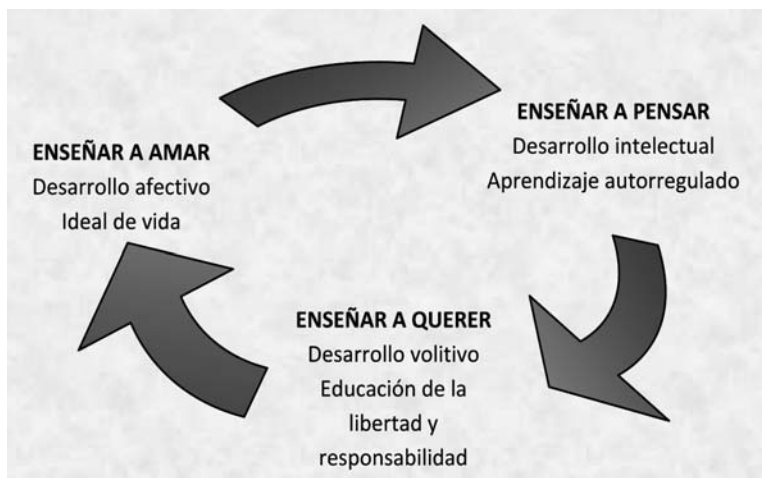 ENSEÑAR A AMAR
Desarrollo afectivo
Ideal de vida
ENSEÑAR A PENSAR
Desarrollo intelectual
Aprendizaje autorregulado
ENSEÑAR A QUERER
Desarrollo volitivo
Educación de la
libertad y
responsabilidad